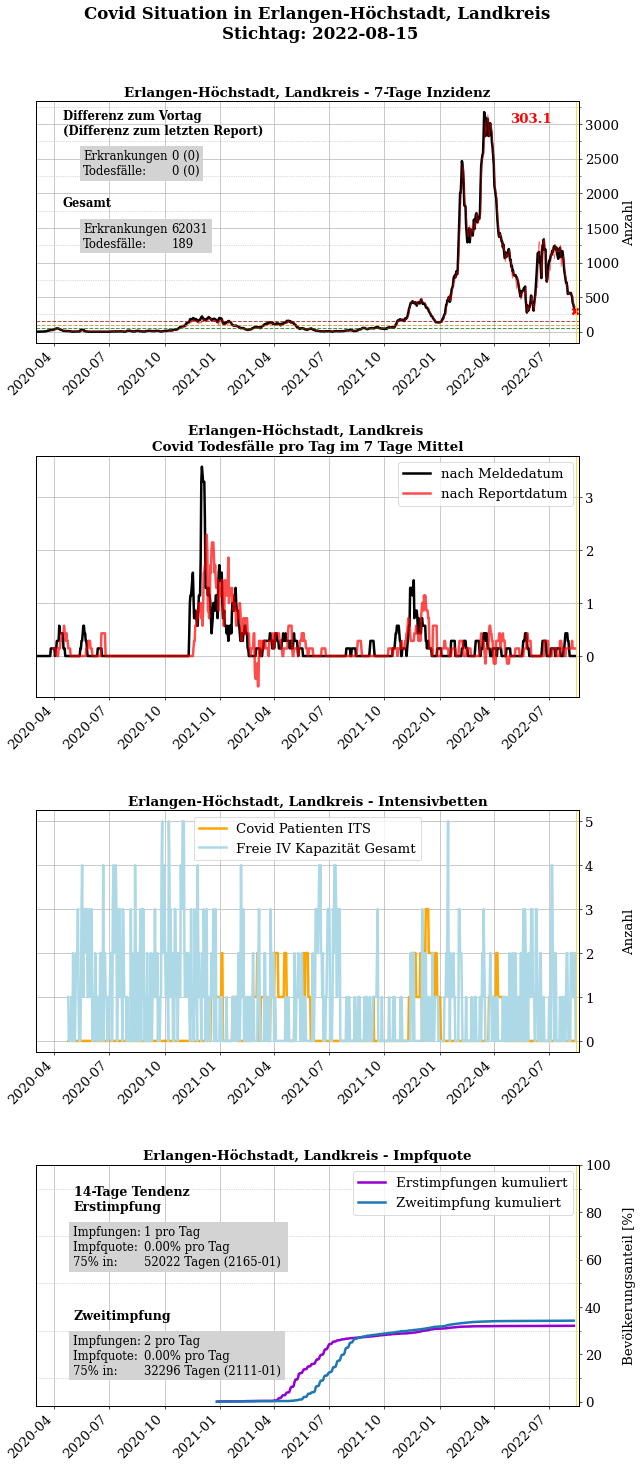 Covid Situation in Erlangen-Höchstadt, Landkreis
Stichtag: 2022-08-15
Erlangen-Höchstadt, Landkreis - 7-Tage Inzidenz
Differenz zum Vortag
(Differenz zum letzten Report)
Erkrankungen 0 (0)
Todesfälle: 0 (0)
Gesamt
Erkrankungen 62031
Todesfälle: 189
303.1
3000
2500
2000
1500
1000
500
0
Anzahl
2020-04
2020-07
2020-10
2021-01
2021-04
2021-07
2021-10
2022-01
2022-04
2022-07
Erlangen-Höchstadt, Landkreis
Covid Todesfälle pro Tag im 7 Tage Mittel
nach Meldedatum
nach Reportdatum
3
2
1
0
2020-04
2020-07
2020-10
2021-01
2021-04
2021-07
2021-10
2022-01
2022-04
2022-07
Erlangen-Höchstadt, Landkreis - Intensivbetten
Covid Patienten ITS
Freie IV Kapazität Gesamt
5
4
3
2
1
0
Anzahl
2020-04
2020-07
2020-10
2021-01
2021-04
2021-07
2021-10
2022-01
2022-04
2022-07
Erlangen-Höchstadt, Landkreis - Impfquote
14-Tage Tendenz
Erstimpfung
Impfungen: 1 pro Tag
Impfquote: 0.00% pro Tag
75% in: 52022 Tagen (2165-01)
Zweitimpfung
Impfungen: 2 pro Tag
Impfquote: 0.00% pro Tag
75% in: 32296 Tagen (2111-01)
Erstimpfungen kumuliert
Zweitimpfung kumuliert
100
80
60
40
20
0
Bevölkerungsanteil [%]
2020-04
2020-07
2020-10
2021-01
2021-04
2021-07
2021-10
2022-01
2022-04
2022-07